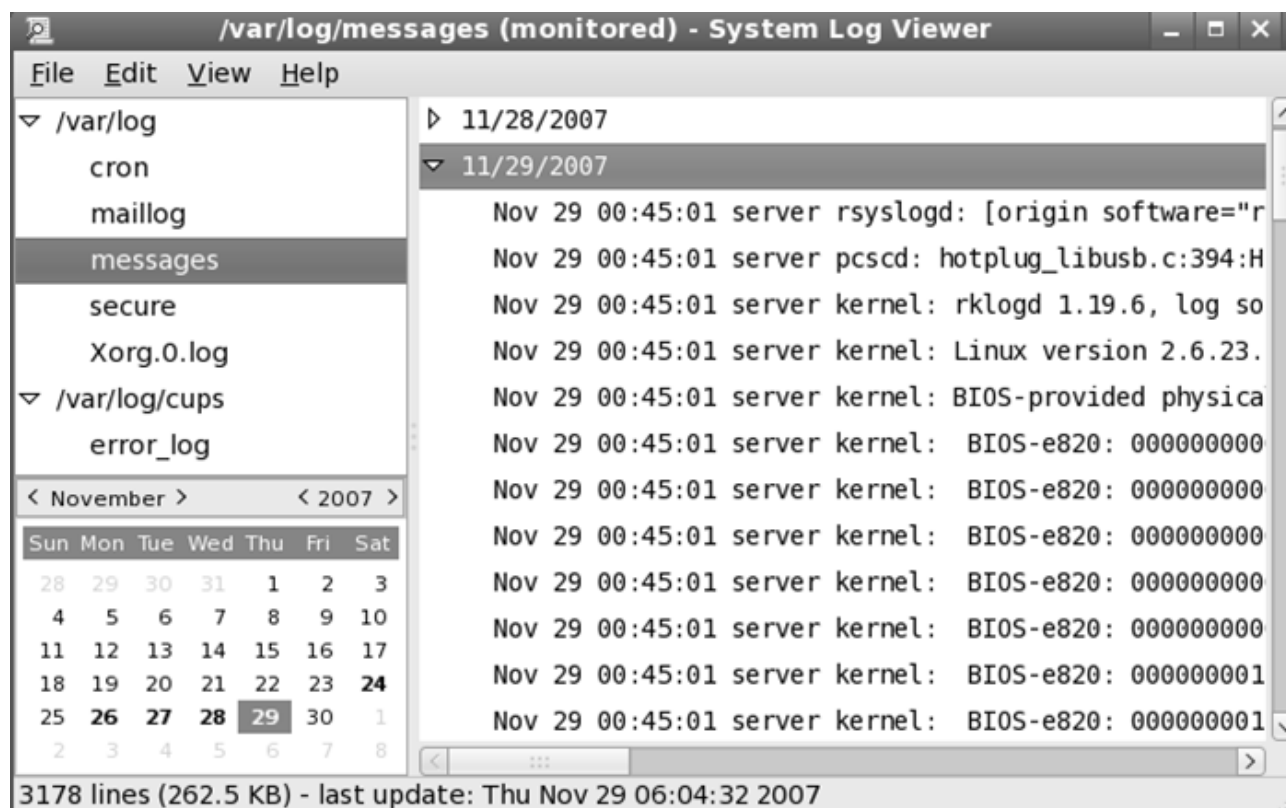 /var/log/messages (monitored) - System Log Viewer
File Edit View Help
/var/log
cron
maillog
messages
secure
Xorg.0.log
/var/log/cups
error_log
< November > < 2007 >
Sun Mon Tue Wed Thu Fri Sat
28 29 30 31 1 2 3
4 5 6 7 8 9 10
11 12 13 14 15 16 17
18 19 20 21 22 23 24
25 26 27 28 29 30 1
2 3 4 5 6 7 8
11/28/2007
11/29/2007
Nov 29 00:45:01 server rsyslogd: [origin software="r
Nov 29 00:45:01 server pcscd: hotplug_libusb.c:394:H
Nov 29 00:45:01 server kernel: rklogd 1.19.6, log so
Nov 29 00:45:01 server kernel: Linux version 2.6.23.
Nov 29 00:45:01 server kernel: BIOS-provided physica
Nov 29 00:45:01 server kernel: BIOS-e820: 000000000
Nov 29 00:45:01 server kernel: BIOS-e820: 000000000
Nov 29 00:45:01 server kernel: BIOS-e820: 000000000
Nov 29 00:45:01 server kernel: BIOS-e820: 000000000
Nov 29 00:45:01 server kernel: BIOS-e820: 000000000
Nov 29 00:45:01 server kernel: BIOS-e820: 000000001
Nov 29 00:45:01 server kernel: BIOS-e820: 000000001
3178 lines (262.5 KB) - last update: Thu Nov 29 06:04:32 2007